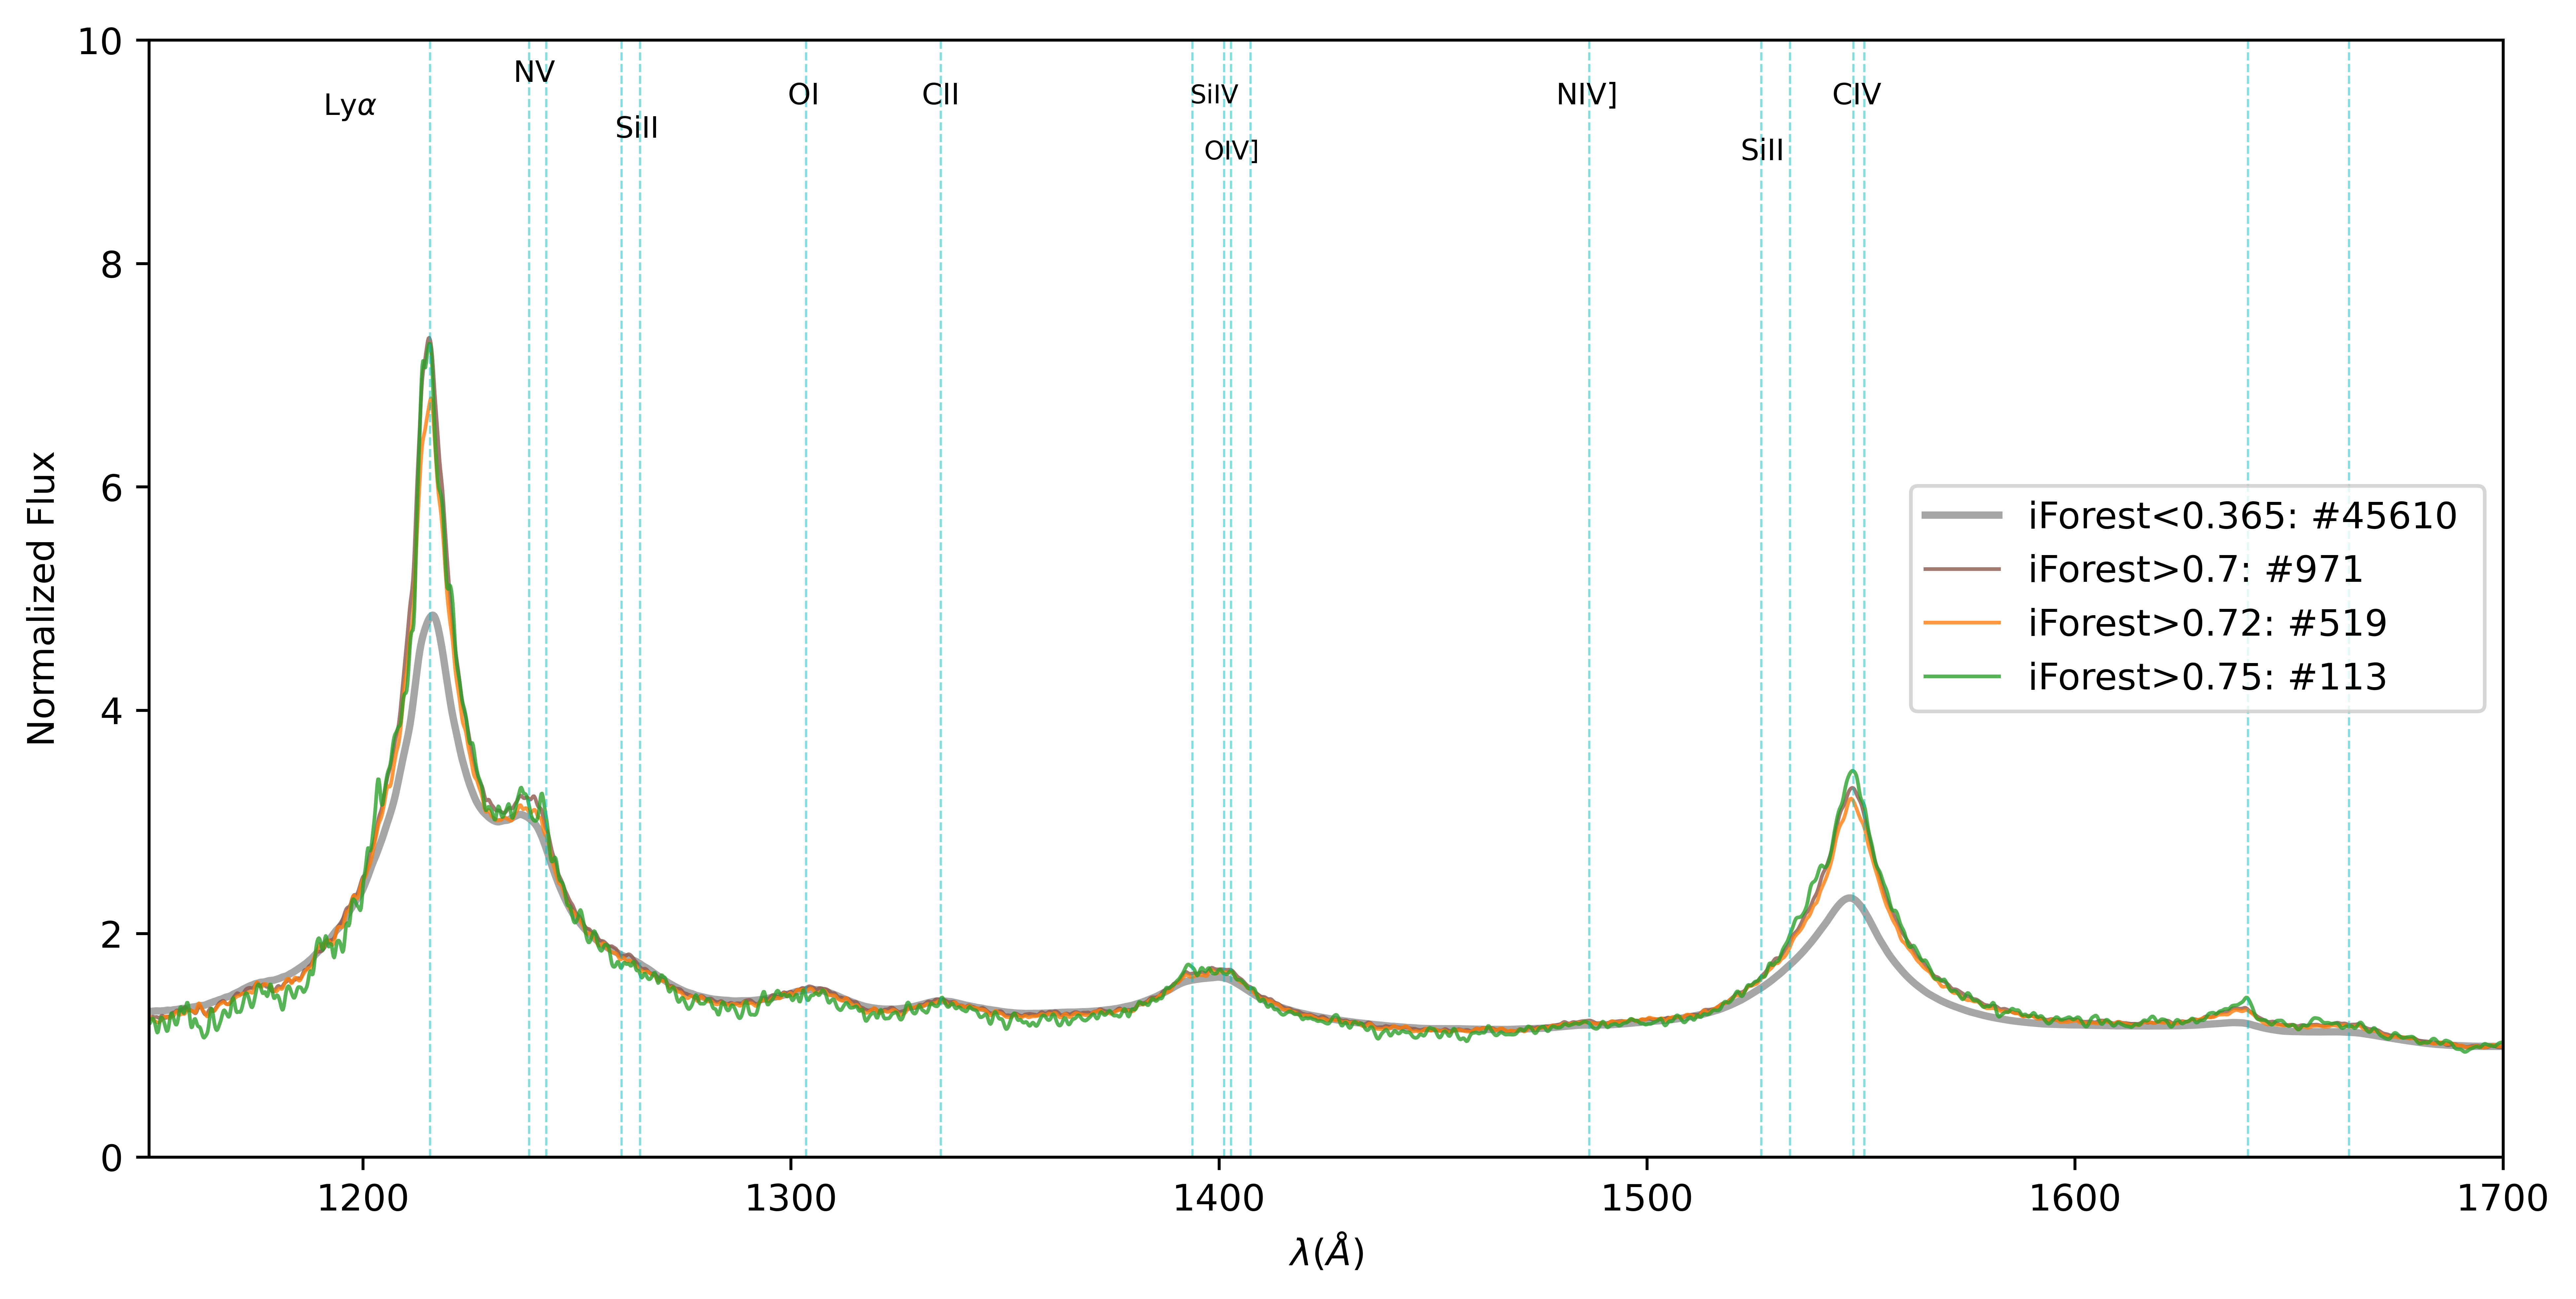 10
8
6
4
2
0
Normalized Flux
Lyα
NV
SiII
OI
CII
SiIV
OIV]
NIV]
SiII
CIV
iForest<0.365: #45610
iForest>0.7: #971
iForest>0.72: #519
iForest>0.75: #113
1200
1300
1400
1500
1600
1700
λ(Å)